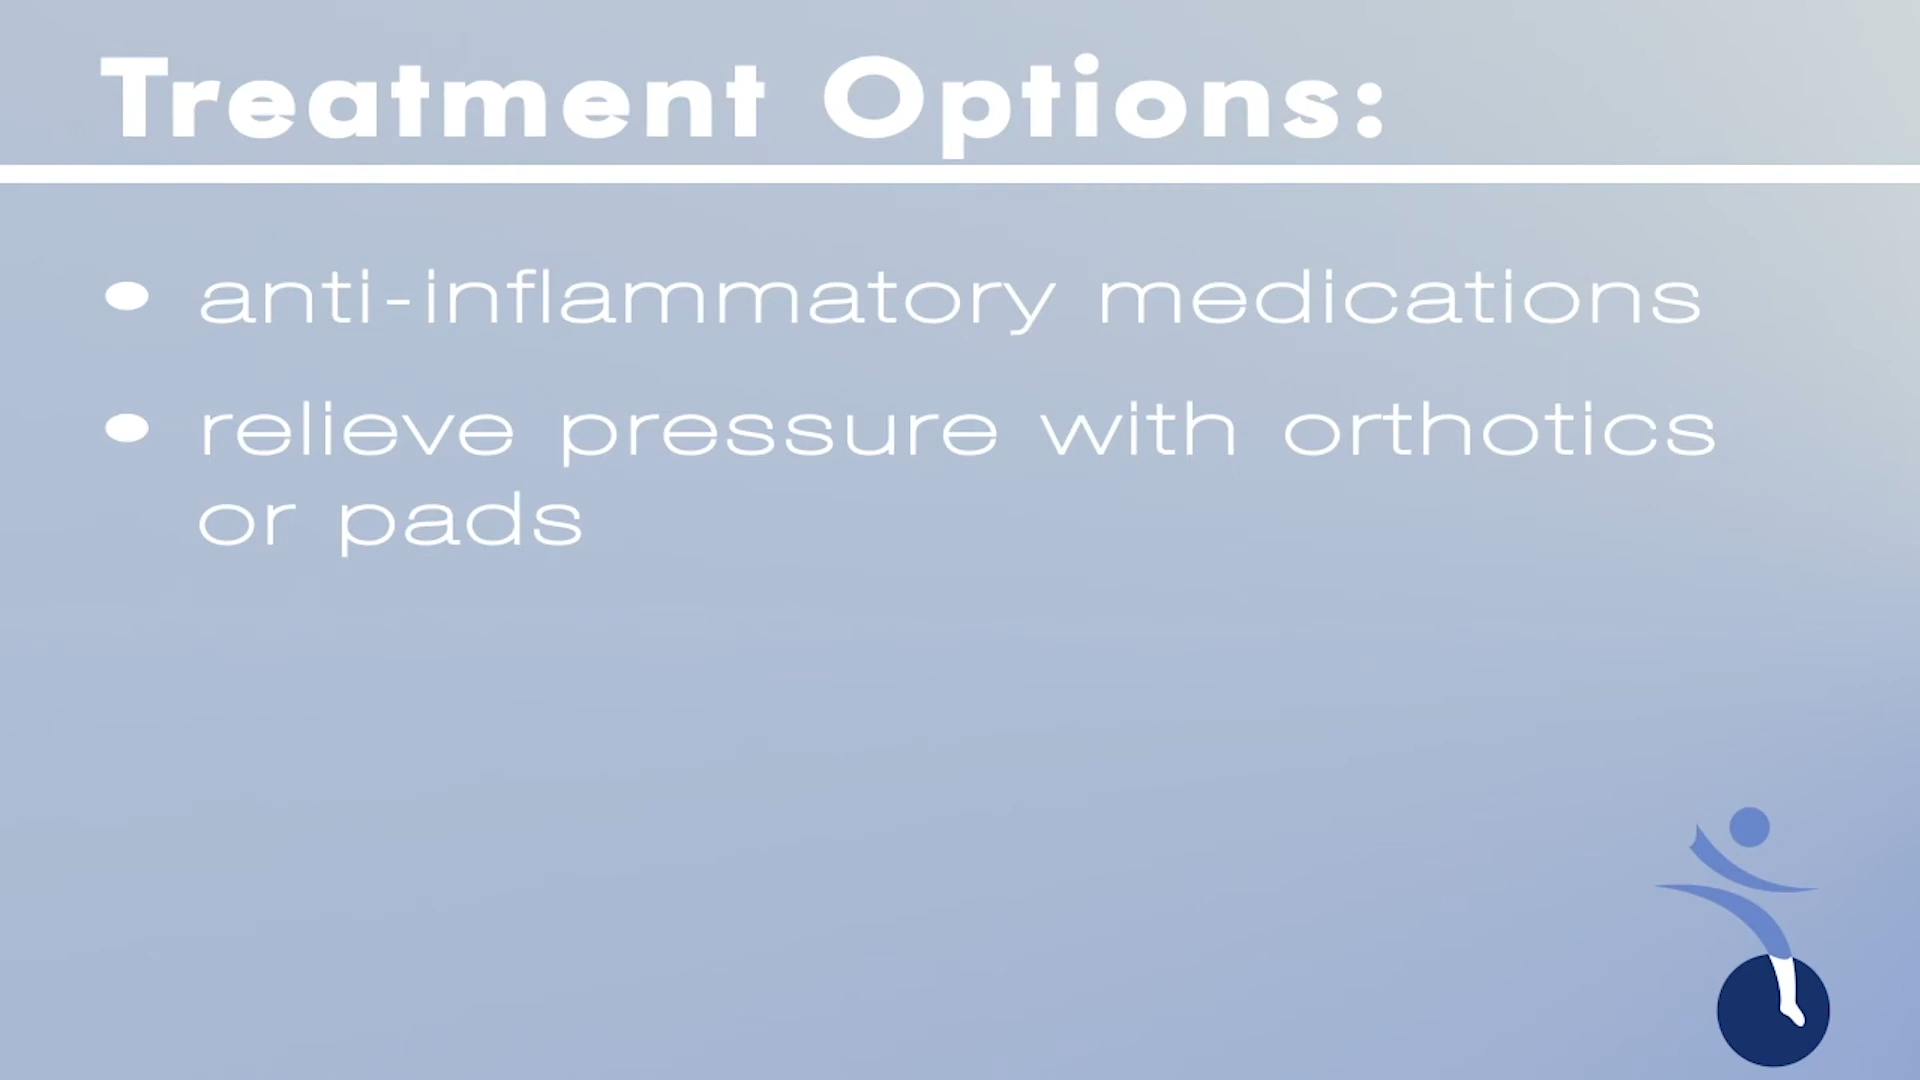 Treatment Options:
• anti-inflammatory medications
• relieve pressure with orthotics
or pads